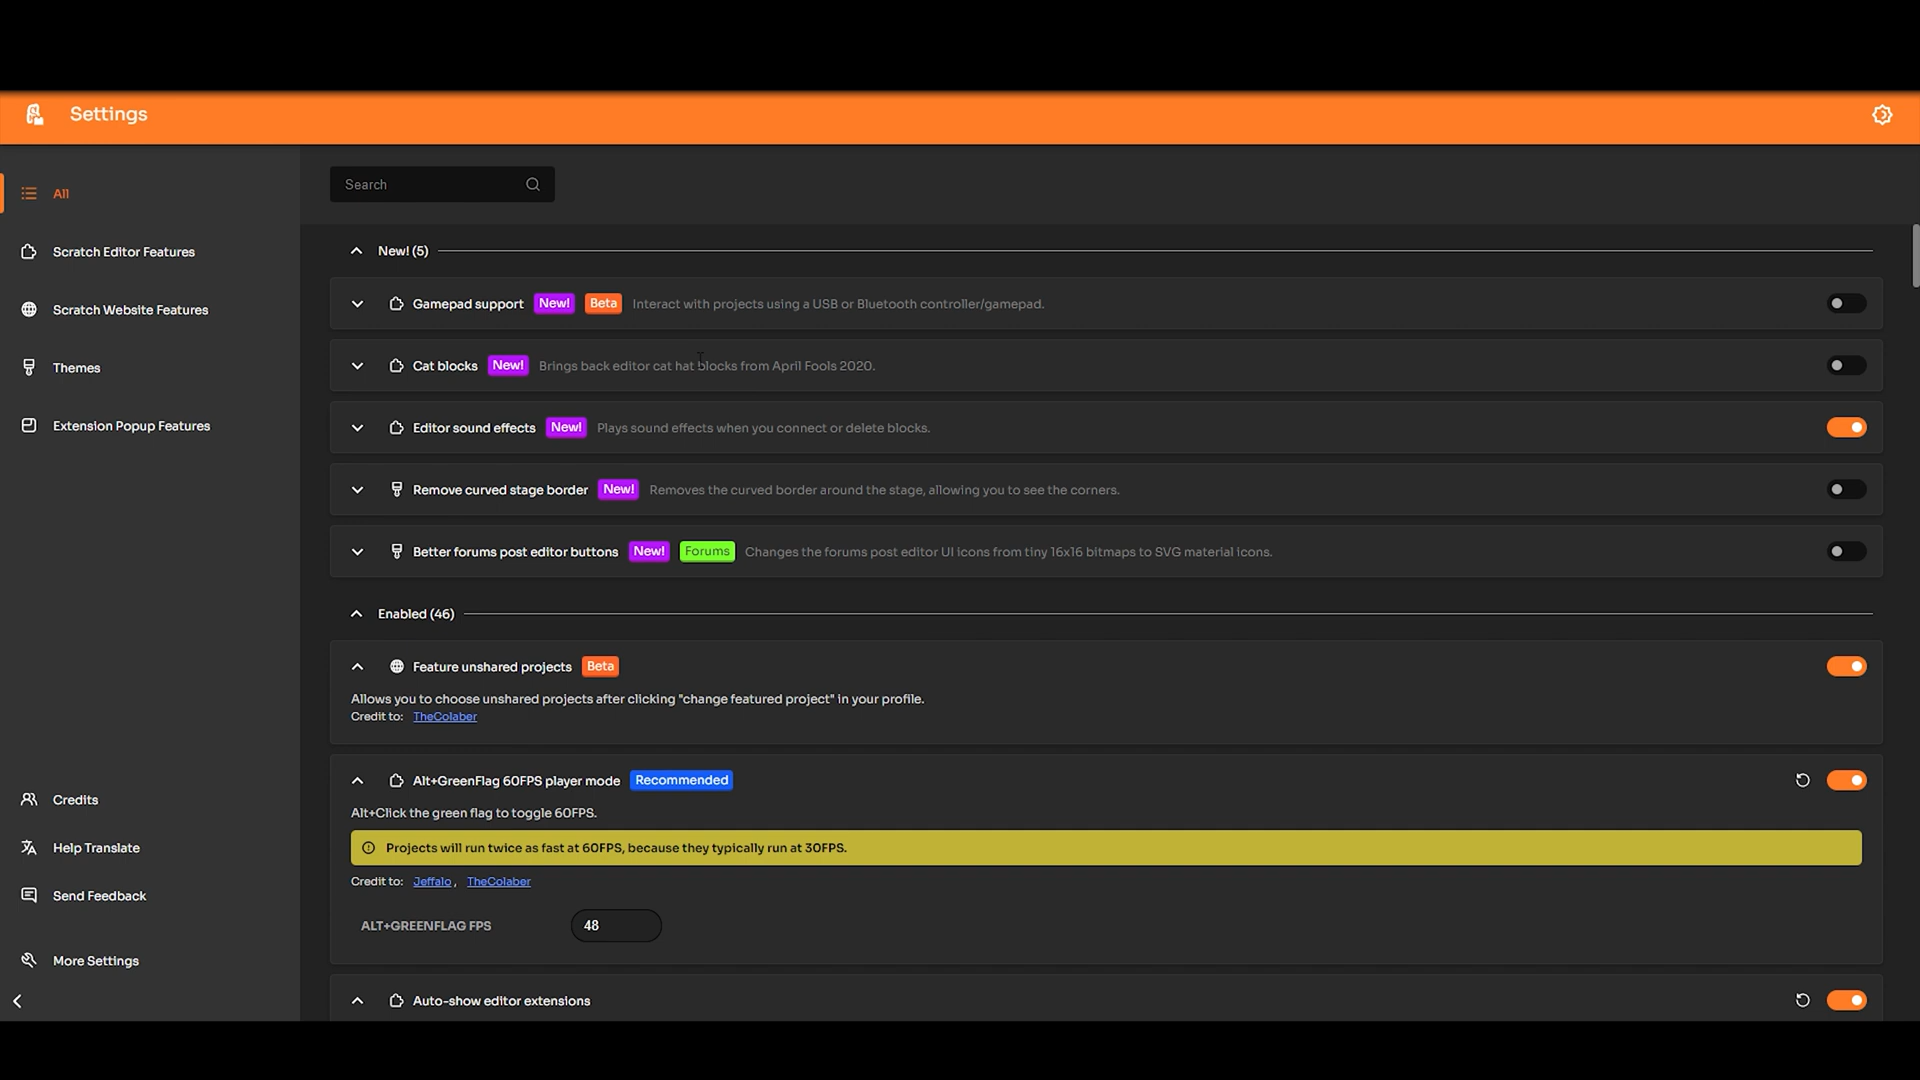 Settings
All
Scratch Editor Features
Scratch Website Features
Themes
Extension Popup Features
Credits
Help Translate
Send Feedback
More Settings
Search
New! (5)
Gamepad support New! Beta Interact with projects using a USB or Bluetooth controller/gamepad.
Cat blocks New! Brings back editor cat hat blocks from April Fools 2020.
Editor sound effects New! Plays sound effects when you connect or delete blocks.
Remove curved stage border New! Removes the curved border around the stage, allowing you to see the corners.
Better forums post editor buttons New! Forums Changes the forums post editor UI icons from tiny 16x16 bitmaps to SVG material icons.
Enabled (46)
Feature unshared projects Beta
Allows you to choose unshared projects after clicking "change featured project" in your profile.
Credit to: TheColaber
Alt+GreenFlag 60FPS player mode Recommended
Alt+Click the green flag to toggle 60FPS.
Projects will run twice as fast at 60FPS, because they typically run at 30FPS.
Credit to: Jeffalo, TheColaber
ALT+GREENFLAG FPS 48
Auto-show editor extensions